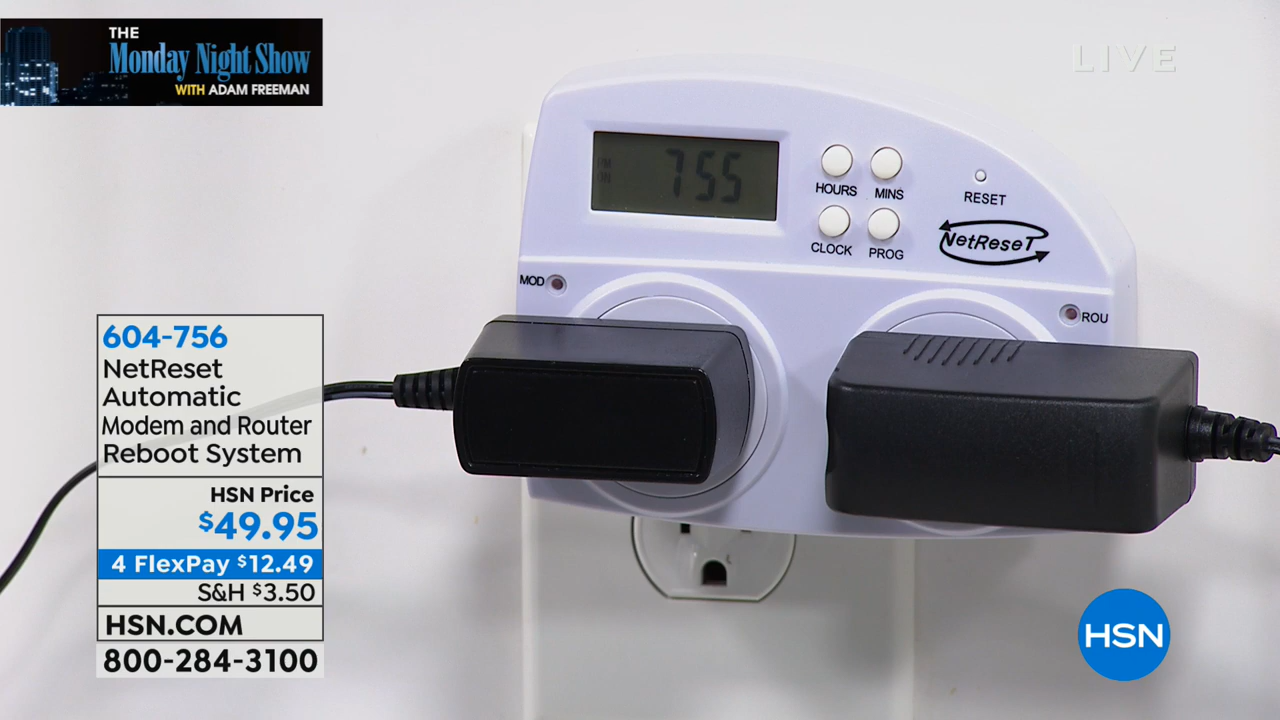 THE
Monday Night Show
WITH ADAM FREEMAN
LIVE
755
HOURS
MINS
RESET
CLOCK
PROG
NetReseT
MOD
ROU
604-756
NetReset
Automatic
Modem and Router
Reboot System
HSN Price
$49.95
4 FlexPay $12.49
S&H $3.50
HSN.COM
800-284-3100
HSN